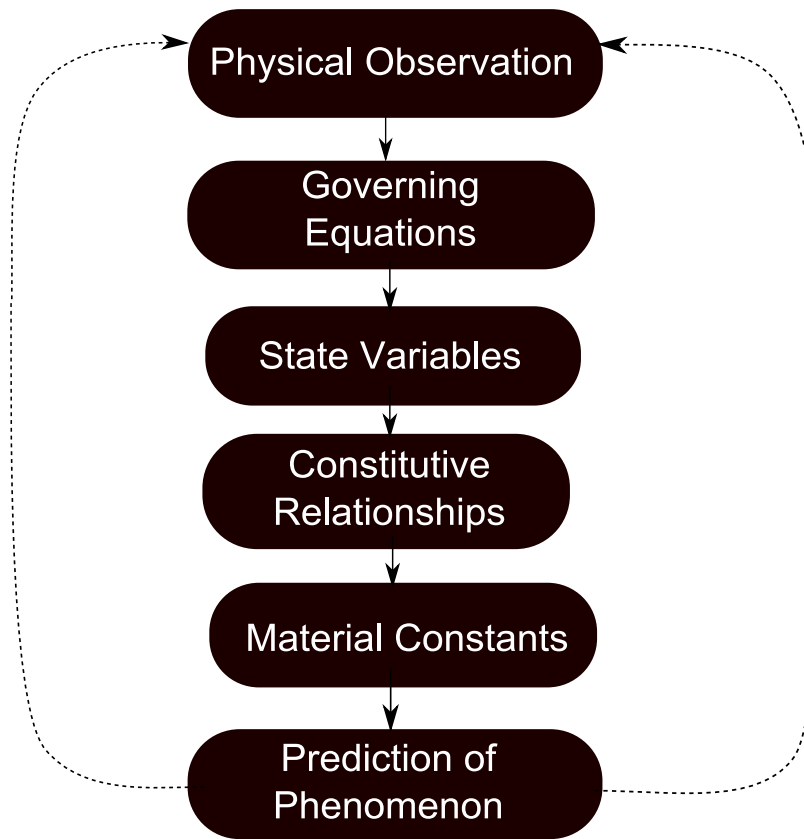 Physical Observation
Governing
Equations
State Variables
Constitutive
Relationships
Material Constants
Prediction of
Phenomenon